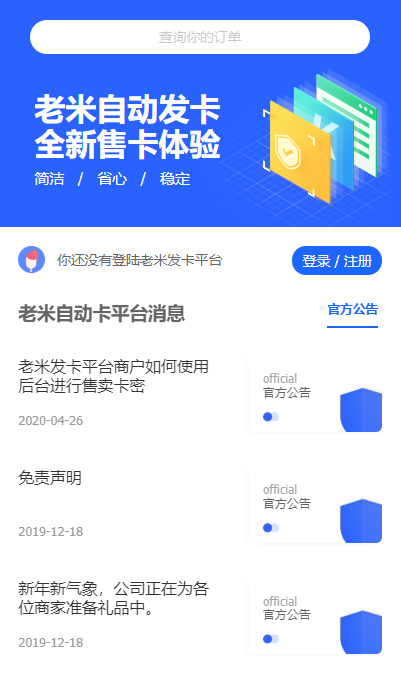 查询你的订单
老米自动发卡
全新售卡体验
简洁 / 省心 / 稳定
你还没有登陆老米发卡平台
登录 / 注册
老米自动卡平台消息
官方公告
老米发卡平台商户如何使用
后台进行售卖卡密
2020-04-26
official
官方公告
免责声明
2019-12-18
official
官方公告
新年新气象，公司正在为各
位商家准备礼品中。
2019-12-18
official
官方公告